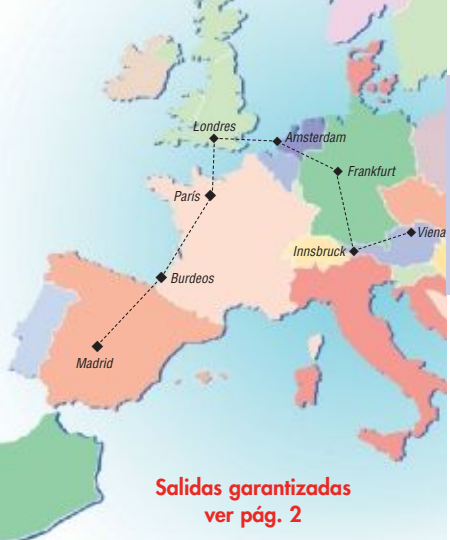 Londres
Amsterdam
Frankfurt
París
Viena
Innsbruck
Burdeos
Madrid
Salidas garantizadas
ver pág. 2